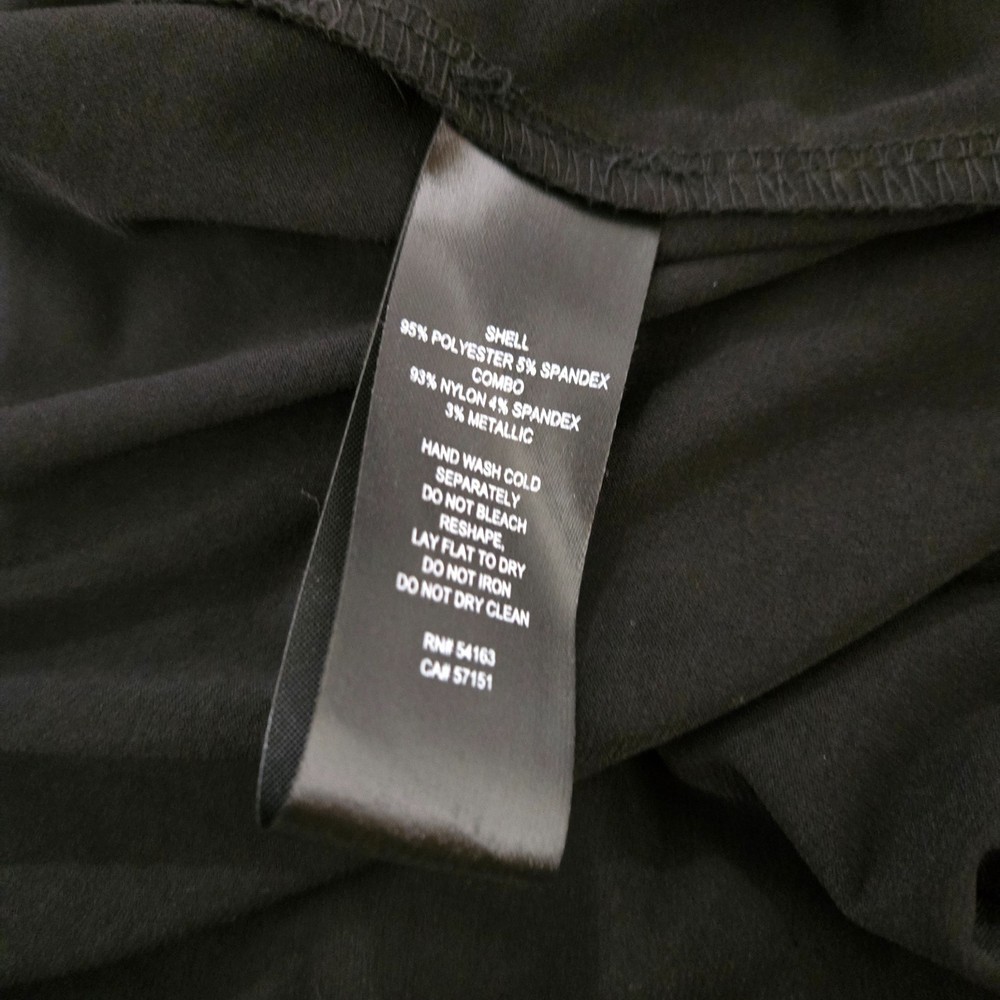 SHELL
95% POLYESTER 5% SPANDEX
COMBO
93% NYLON 4% SPANDEX
3% METALLIC
HAND WASH COLD
SEPARATELY
DO NOT BLEACH
RESHAPE,
LAY FLAT TO DRY
DO NOT IRON
DO NOT DRY CLEAN
RN# 54163
CA# 57151